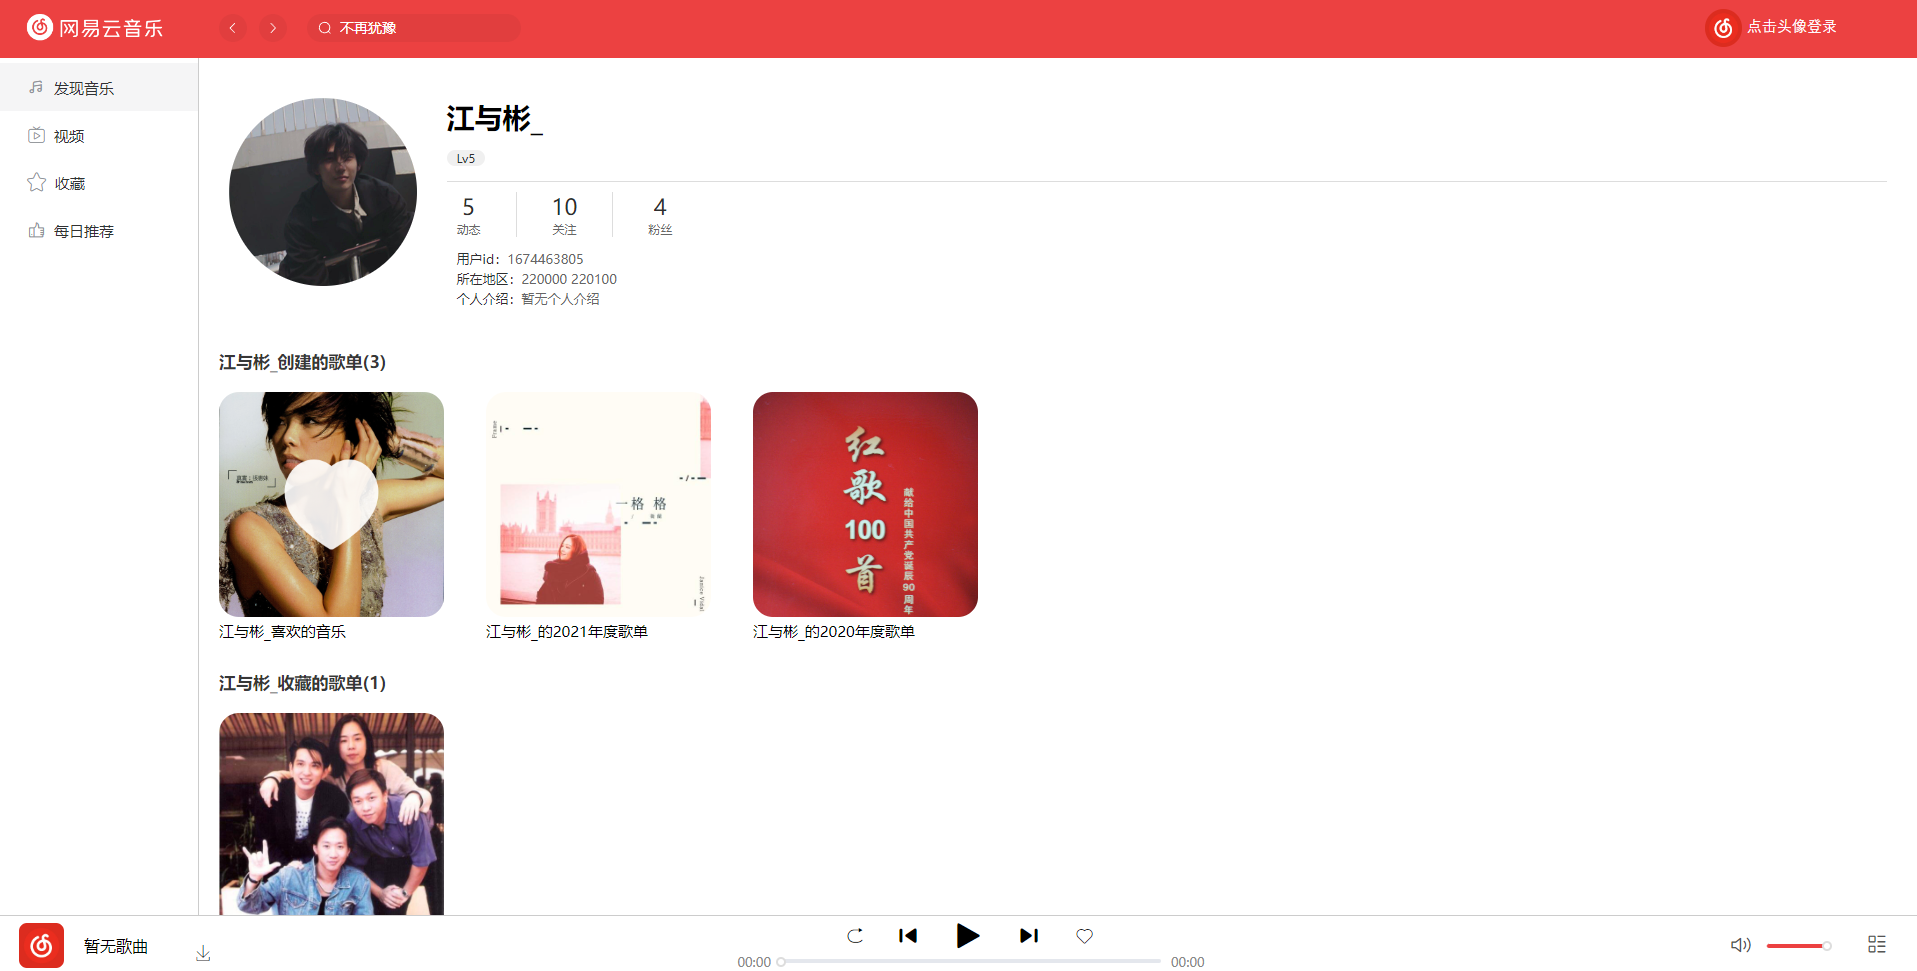 网易云音乐
不再犹豫
点击头像登录
发现音乐
视频
收藏
每日推荐
江与彬_
Lv5
5
动态
10
关注
4
粉丝
用户id：1674463805
所在地区：220000 220100
个人介绍：暂无个人介绍
江与彬_创建的歌单(3)
Frame
一格 格
Janice Vidal
红歌100首
献给中国共产党诞辰90周年
江与彬_喜欢的音乐
江与彬_的2021年度歌单
江与彬_的2020年度歌单
江与彬_收藏的歌单(1)
暂无歌曲
00:00
00:00